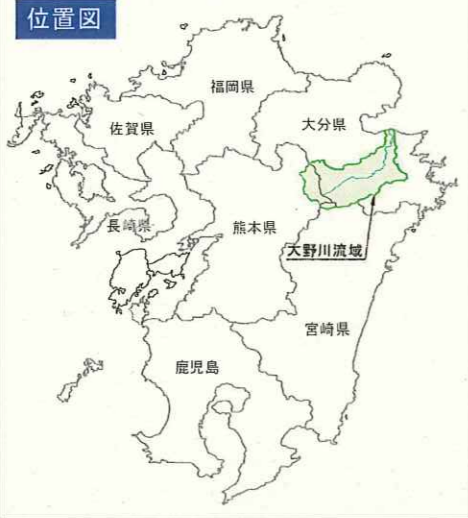 位置図
福岡県
大分県
佐賀県
長崎県
熊本県
大野川流域
宮崎県
鹿児島